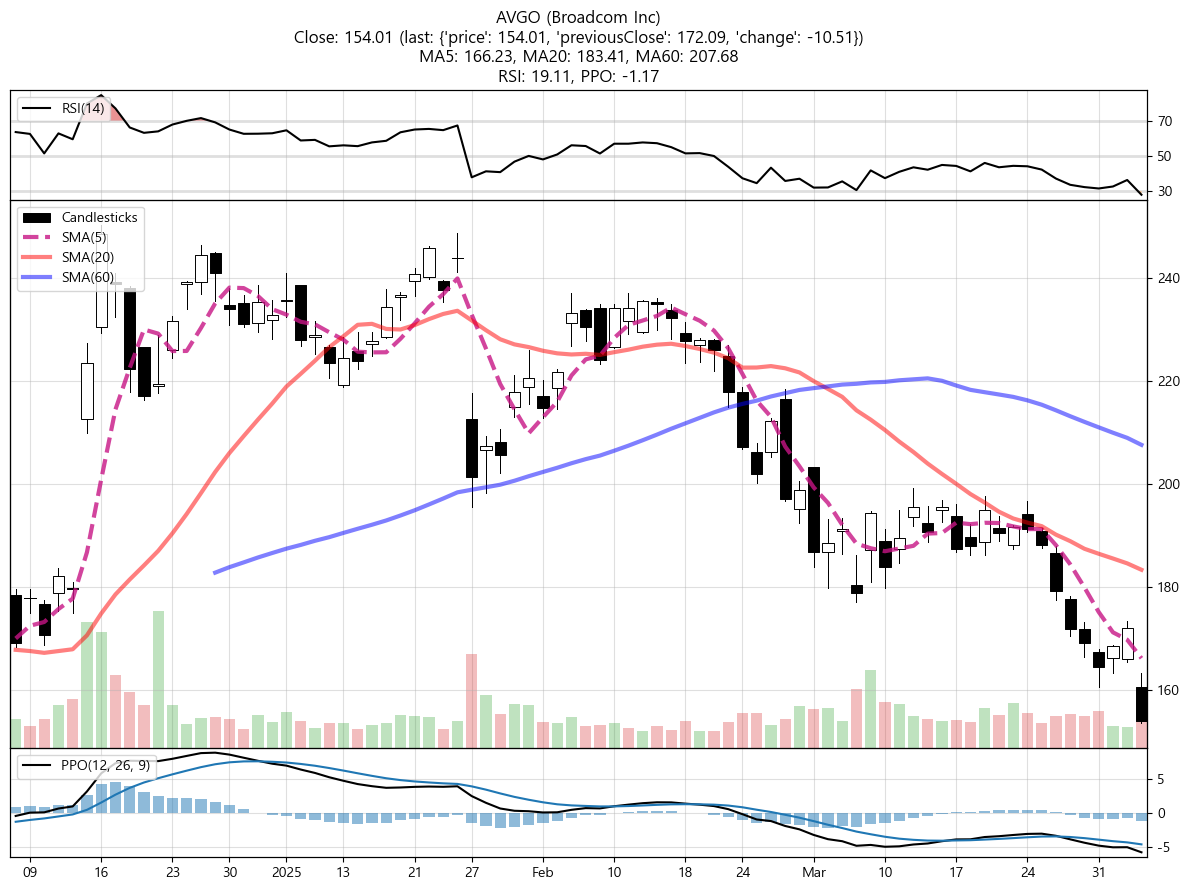 AVGO (Broadcom Inc)
Close: 154.01 (last: {'price': 154.01, 'previousClose': 172.09, 'change': -10.51})
MA5: 166.23, MA20: 183.41, MA60: 207.68
RSI: 19.11, PPO: -1.17
RSI(14)
70
50
30
Candlesticks
SMA(5)
SMA(20)
SMA(60)
240
220
200
180
160
PPO(12, 26, 9)
5
0
-5
09 16 23 30 2025 13 21 27 Feb 10 18 24 Mar 10 17 24 31